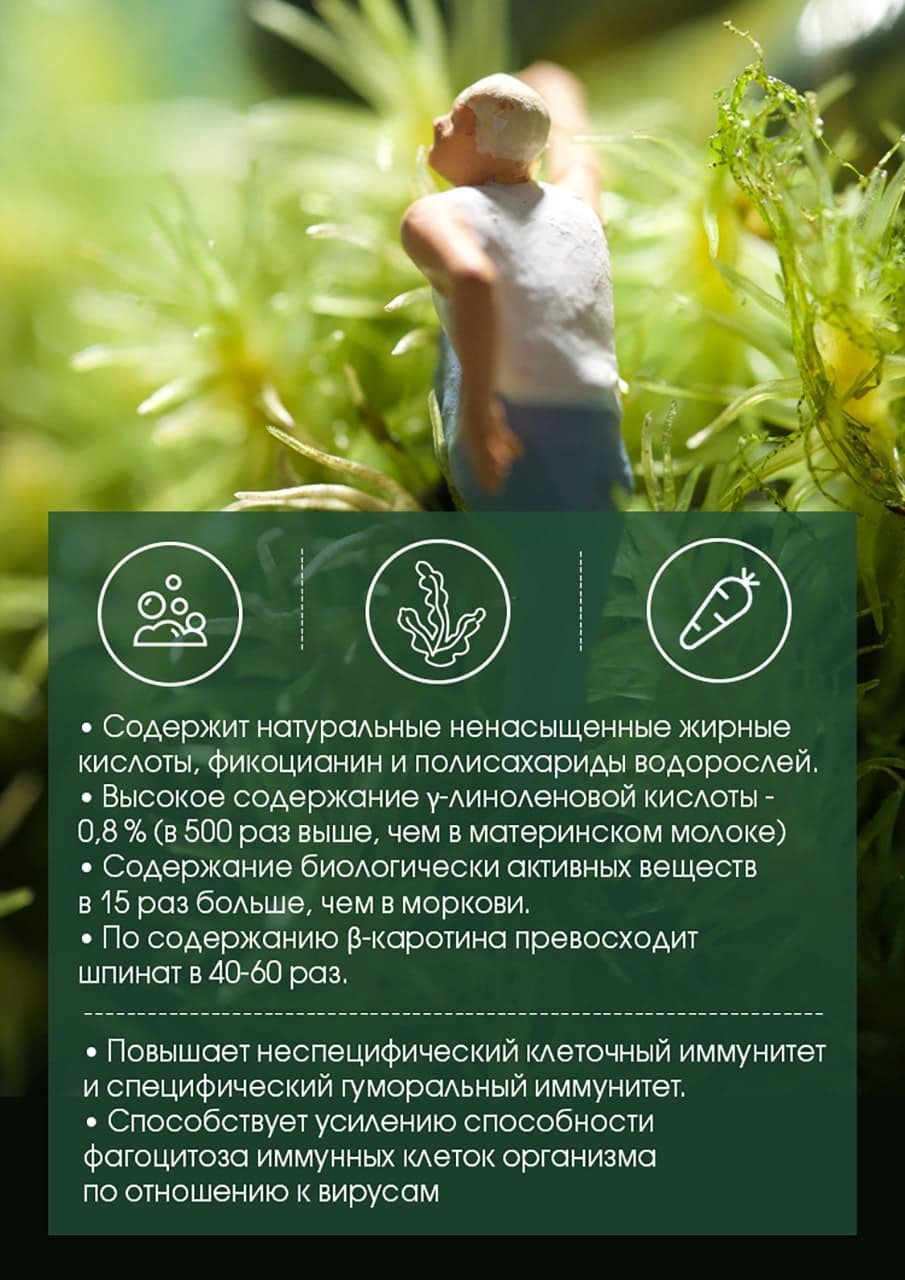 • Содержит натуральные ненасыщенные жирные
кислоты, фикоцианин и полисахариды водорослей.
• Высокое содержание γ-линоленовой кислоты -
0,8 % (в 500 раз выше, чем в материнском молоке)
• Содержание биологически активных веществ
в 15 раз больше, чем в моркови.
• По содержанию β-каротина превосходит
шпинат в 40-60 раз.
• Повышает неспецифический клеточный иммунитет
и специфический гуморальный иммунитет.
• Способствует усилению способности
фагоцитоза иммунных клеток организма
по отношению к вирусам